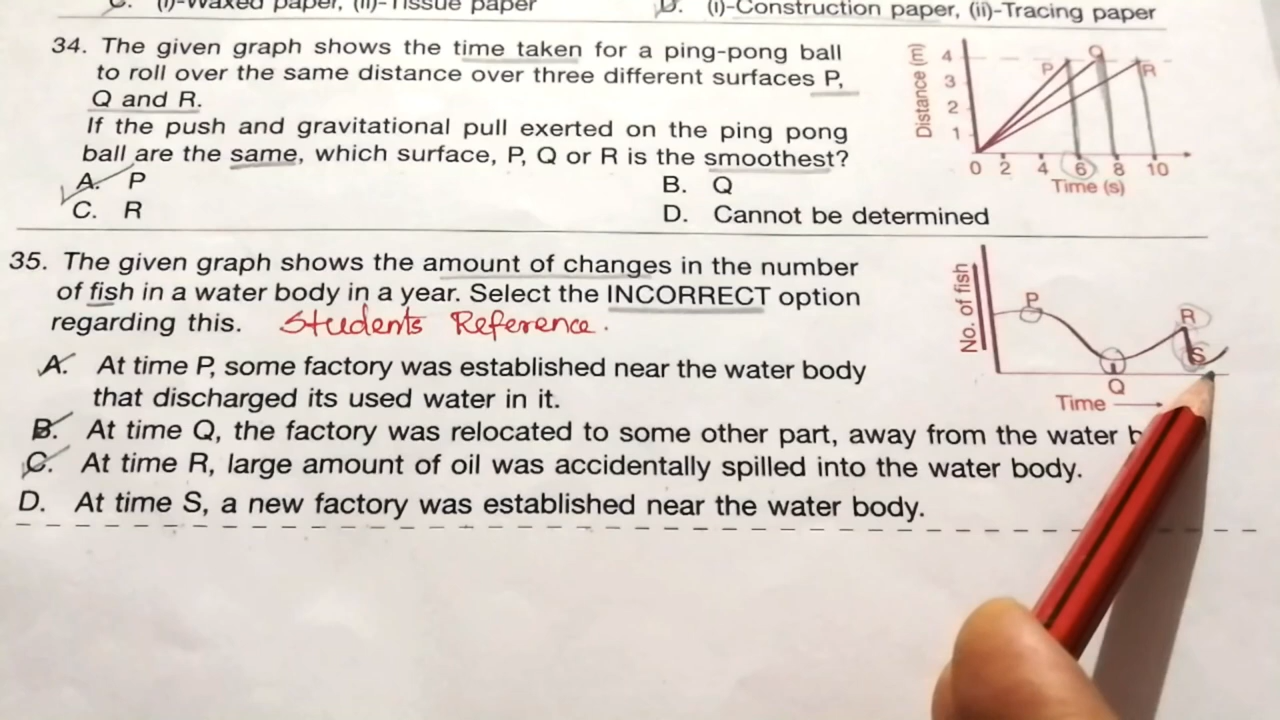 C. (i)-Waxed paper, (ii)-Tissue paper D. (i)-Construction paper, (ii)-Tracing paper
34. The given graph shows the time taken for a ping-pong ball
to roll over the same distance over three different surfaces P,
Q and R.
If the push and gravitational pull exerted on the ping pong
ball are the same, which surface, P, Q or R is the smoothest?
A. P B. Q
C. R D. Cannot be determined
Distance (m)
4
3
2
1
P Q R
0 2 4 6 8 10
Time (s)
35. The given graph shows the amount of changes in the number
of fish in a water body in a year. Select the INCORRECT option
regarding this. Students Reference.
A. At time P, some factory was established near the water body
that discharged its used water in it.
B. At time Q, the factory was relocated to some other part, away from the water b
C. At time R, large amount of oil was accidentally spilled into the water body.
D. At time S, a new factory was established near the water body.
No. of fish
P
R
S
Q
Time